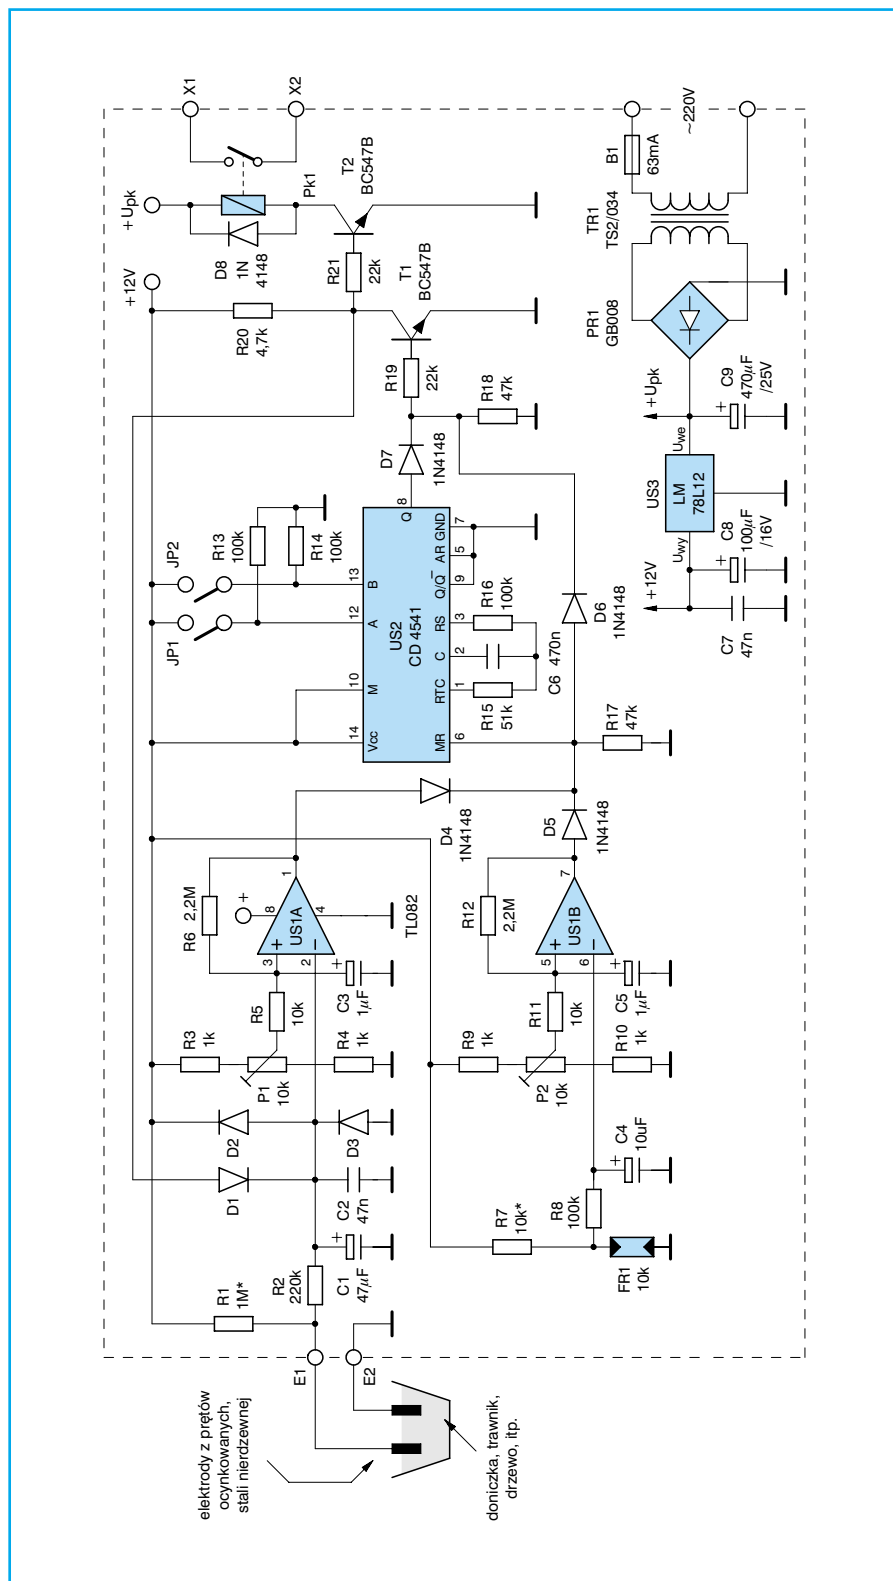 elektrody z prętów
ocynkowanych,
stali nierdzewnej
doniczka, trawnik,
drzewo, itp.
E1
E2
R1
1M*
R2
220k
C1
+
47µF
C2
47n
D1
D2
D3
R3
1k
P1
10k
R4
1k
R5
10k
C3
+
1µF
R6 2,2M
+
8
3
+
US1A
2
–
1
4
TL082
R7
10k*
FR1
10k
R8
100k
C4
+
10uF
R9
1k
P2
10k
R10
1k
R11
10k
C5
+
1µF
R12
2,2M
5
+
US1B
6
–
7
D4
1N4148
D5
1N4148
R17
47k
D6
1N4148
JP1
JP2
R13
100k
R14
100k
14
10
12
13
Vcc
M
A
B
US2
CD 4541
Q
8
MR
RTC
C
RS
Q/Q
AR
GND
6
1
2
3
9
5
7
R15
51k
C6 470n
R16
100k
D7
1N4148
R18
47k
R19
22k
T1
BC547B
R20
4,7k
R21
22k
T2
BC547B
+12V
+Upk
D8
1N
4148
Pk1
X1
X2
+12V
C7
47n
C8
+
100µF
/16V
Uwy
US3
LM
78L12
Uwe
+Upk
C9
+
470µF
/25V
PR1
GB008
TR1
TS2/034
B1
63mA
~220V